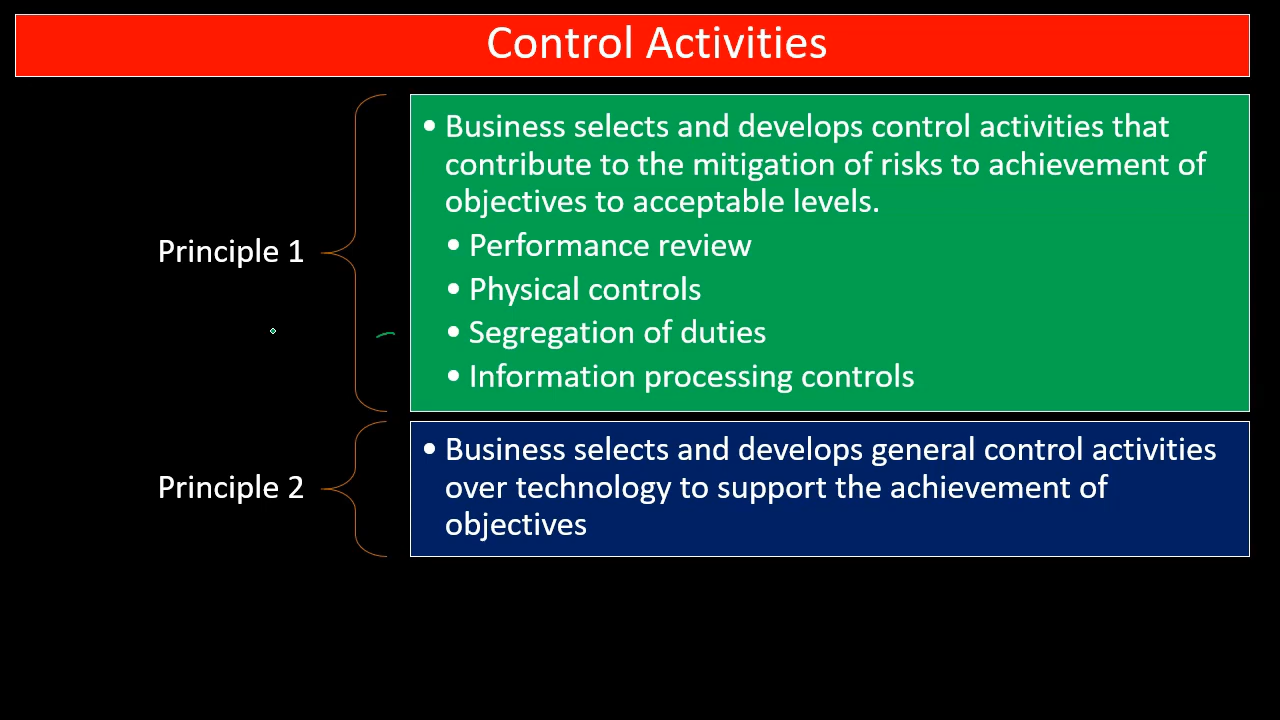 Control Activities
• Business selects and develops control activities that
contribute to the mitigation of risks to achievement of
objectives to acceptable levels.
Principle 1
• Performance review
• Physical controls
• Segregation of duties
• Information processing controls
• Business selects and develops general control activities
Principle 2
over technology to support the achievement of
objectives